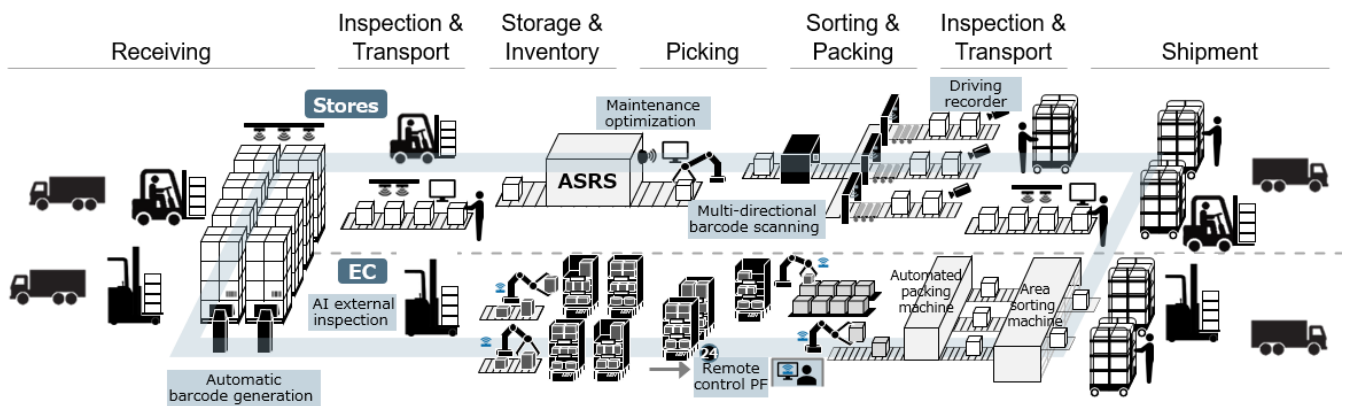 Receiving
Inspection &
Transport
Storage &
Inventory
Picking
Sorting &
Packing
Inspection &
Transport
Shipment
Stores
Maintenance
optimization
Driving
recorder
ASRS
Multi-directional
barcode scanning
EC
AI external
inspection
Automated
packing
machine
Area
sorting
machine
24
Remote
control PF
Automatic
barcode generation